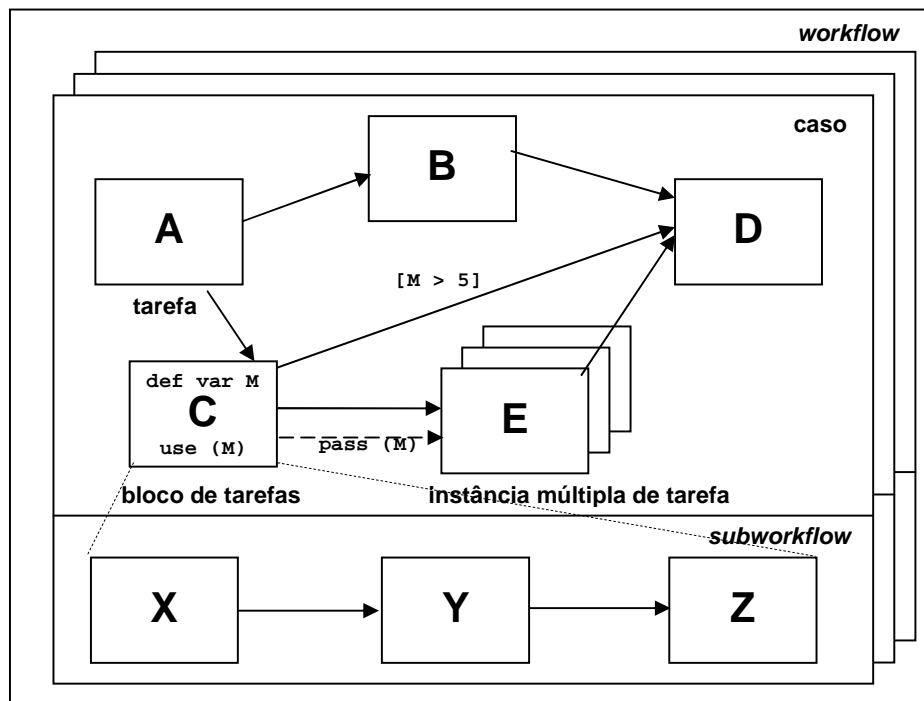 workflow
caso
B
A
D
[M > 5]
tarefa
def var M
C
E
use (M)
pass (M)
bloco de tarefas
instância múltipla de tarefa
subworkflow
X
Y
Z